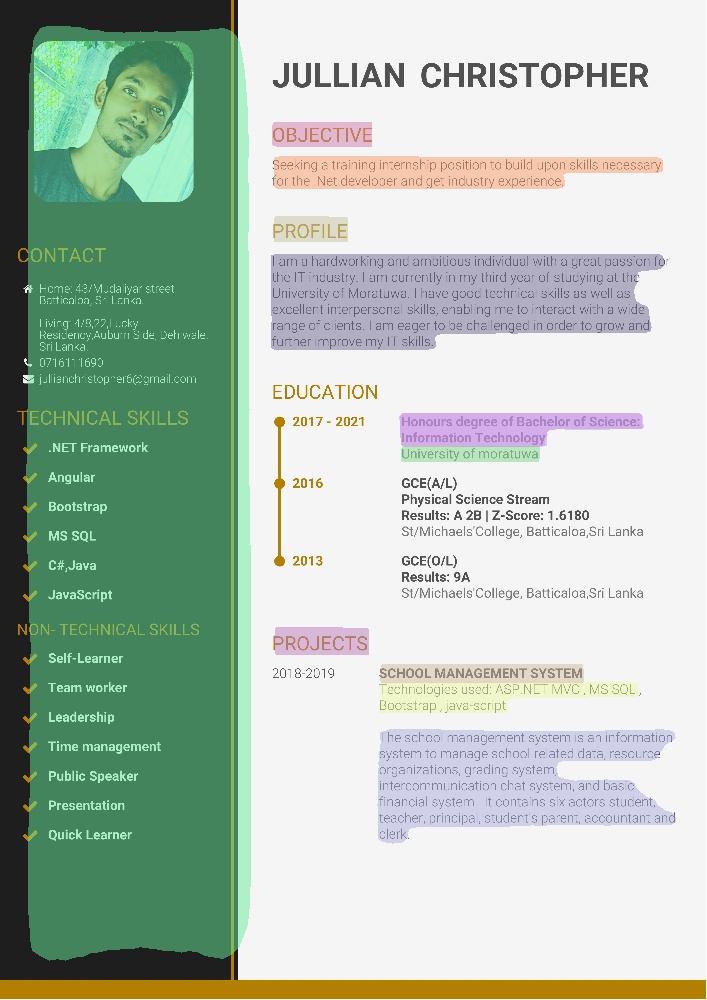 JULLIAN CHRISTOPHER
CONTACT
Home: 43/Mudaliyar street
Batticaloa, Sri Lanka.
Living: 4/8,22,Lucky
Residency,Auburn Side, Dehiwale,
Sri Lanka
0716111690
jullianchristopher6@gmail.com
TECHNICAL SKILLS
.NET Framework
Angular
Bootstrap
MS SQL
C#,Java
JavaScript
NON- TECHNICAL SKILLS
Self-Learner
Team worker
Leadership
Time management
Public Speaker
Presentation
Quick Learner
OBJECTIVE
Seeking a training internship position to build upon skills necessary
for the .Net developer and get industry experience.
PROFILE
I am a hardworking and ambitious individual with a great passion for
the IT industry. I am currently in my third year of studying at the
University of Moratuwa. I have good technical skills as well as
excellent interpersonal skills, enabling me to interact with a wide
range of clients. I am eager to be challenged in order to grow and
further improve my IT skills.
EDUCATION
2017 - 2021
Honours degree of Bachelor of Science:
Information Technology
University of moratuwa
2016
GCE(A/L)
Physical Science Stream
Results: A 2B | Z-Score: 1.6180
St/Michaels'College, Batticaloa,Sri Lanka
2013
GCE(O/L)
Results: 9A
St/Michaels'College, Batticaloa,Sri Lanka
PROJECTS
2018-2019
SCHOOL MANAGEMENT SYSTEM
Technologies used: ASP.NET MVC , MS SQL ,
Bootstrap , java-script
The school management system is an information
system to manage school related data, resource
organizations, grading system,
intercommunication chat system, and basic
financial system . It contains six actors student,
teacher, principal, student's parent, accountant and
clerk.